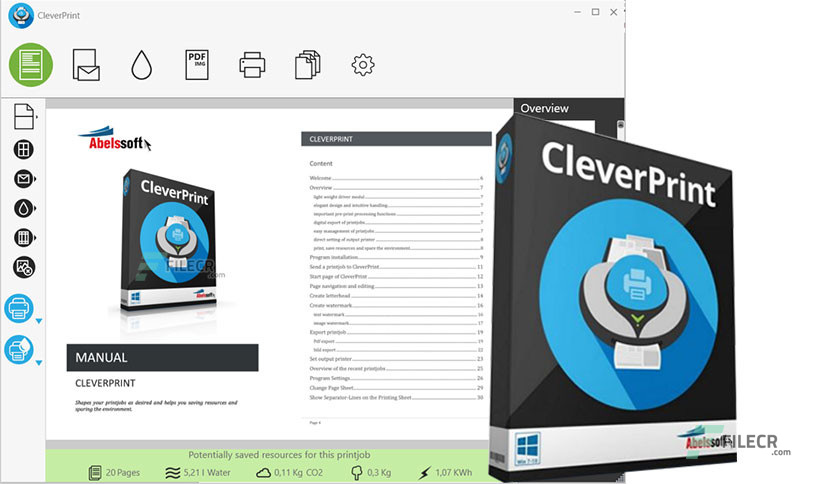 CleverPrint
PDF
IMG
Overview
Abelssoft
CLEVERPRINT
Content
Welcome 6
Overview 7
light weight driver modul 7
elegant design and intuitive handling 7
important pre-print processing functions 7
digital export of printjobs 7
easy management of printjobs 7
direct setting of output printer 8
print, save resources and spare the environment 8
Program installation 9
Send a printjob to CleverPrint 11
Start page of CleverPrint 12
Page navigation and editing 13
Create letterhead 14
Create watermark 16
text watermark 16
image watermark 17
Export printjob 19
Pdf export 19
Mail export 22
Set output printer 23
Overview of the recent printjobs 25
Program Settings 26
Change Page Sheet 29
Show Separator-Lines on the Printing Sheet 30
Page 4
CleverPrint
FILECR
.com
Abelssoft
MANUAL
CLEVERPRINT
Shapes your printjobs as desired and helps you saving resources and
sparing the environment.
Potentially saved resources for this printjob
20 Pages 5,21 l Water 0,11 Kg CO2 0,3 Kg 1,07 KWh
CleverPrint
Win 7-10
Abelssoft
FILECR
.com